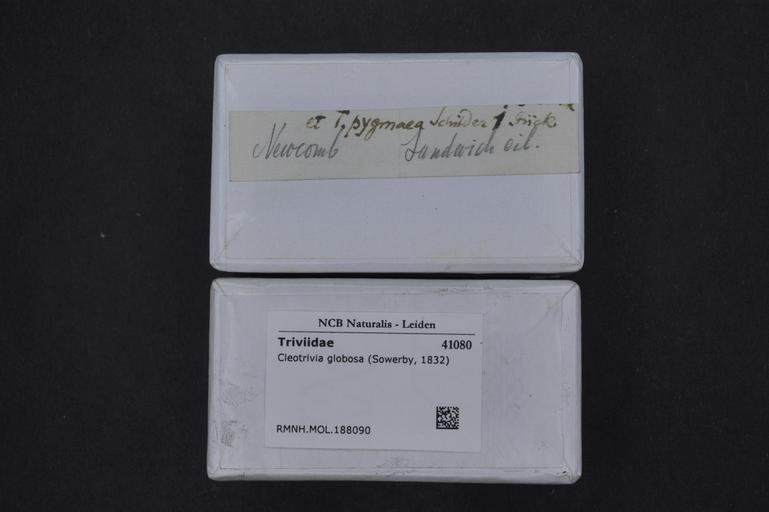 et T. pygmaea Schilder 1 Stück
Newcomb Sandwich eil.
NCB Naturalis - Leiden
Triviidae 41080
Cleotrivia globosa (Sowerby, 1832)
RMNH.MOL.188090